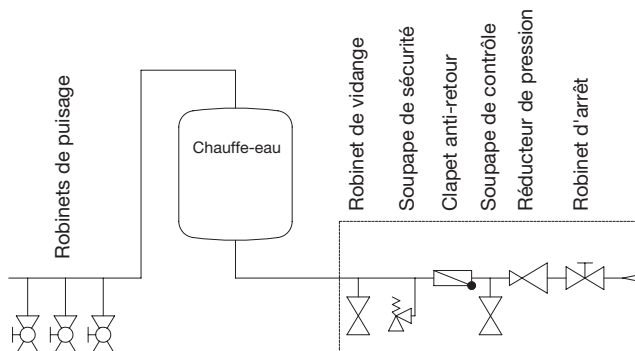 Robinets de puisage
Chauffe-eau
Robinet de vidange
Soupape de sécurité
Clapet anti-retour
Soupape de contrôle
Réducteur de pression
Robinet d'arrêt